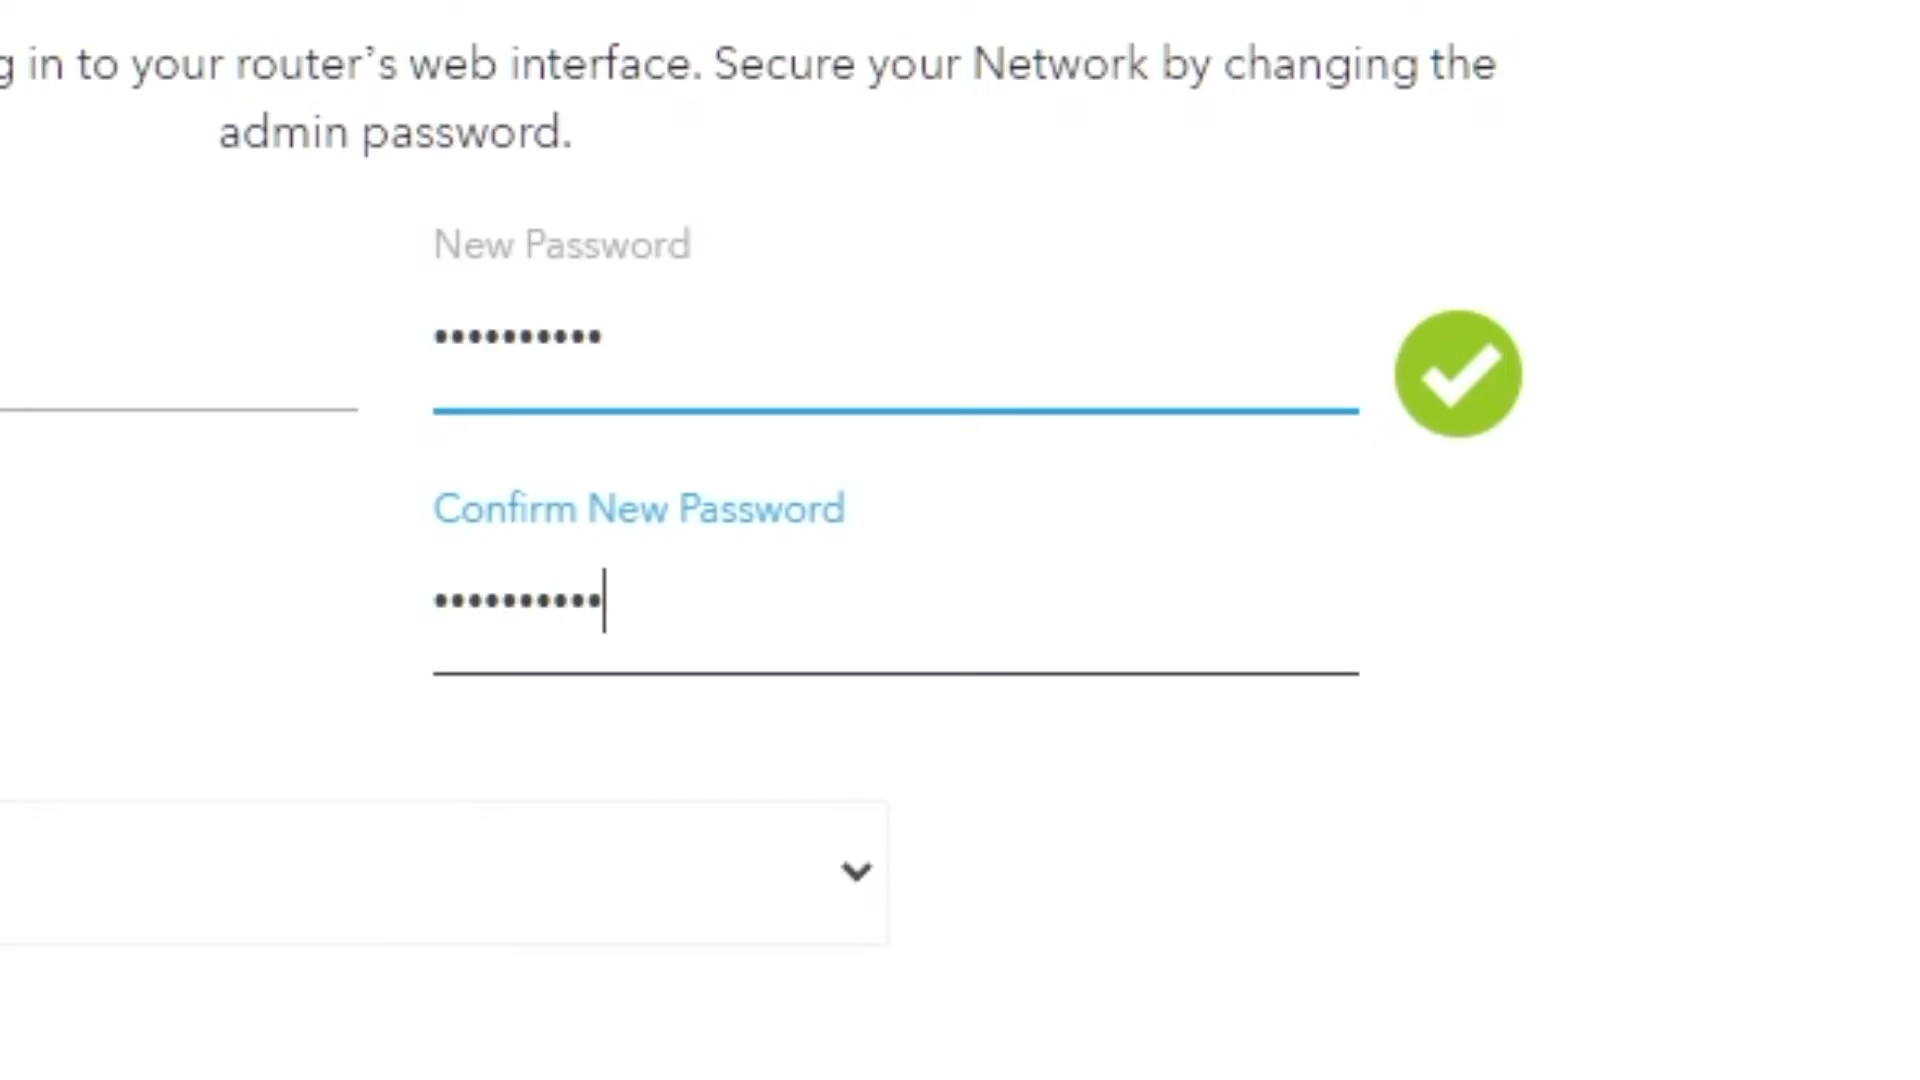 in to your router’s web interface. Secure your Network by changing the
admin password.
New Password
••••••••••
Confirm New Password
••••••••••